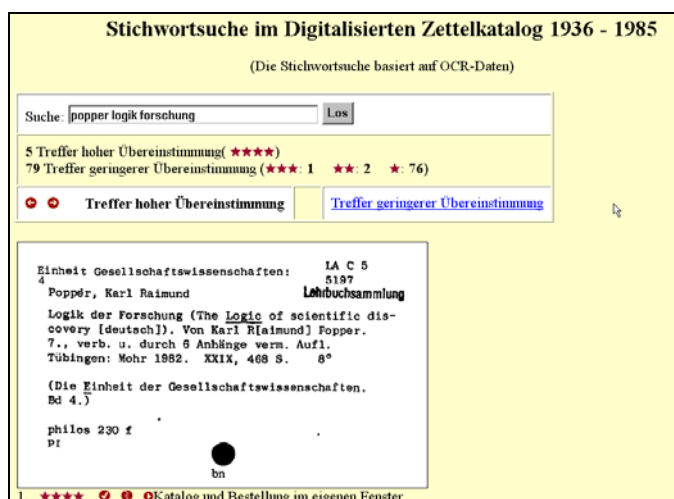 Stichwortsuche im Digitalisierten Zettelkatalog 1936 - 1985
(Die Stichwortsuche basiert auf OCR-Daten)
Suche: popper logik forschung Los
5 Treffer hoher Übereinstimmung( ★★★★)
79 Treffer geringerer Übereinstimmung (★★★: 1 ★★: 2 ★: 76)
Treffer hoher Übereinstimmung Treffer geringerer Übereinstimmung
Einheit Gesellschaftswissenschaften: IA C 5
4 5197
Popper, Karl Raimund Lehrbuchsammlung
Logik der Forschung (The Logic of scientific dis-
covery [deutsch]). Von Karl R[aimund] Popper.
7., verb. u. durch 6 Anhänge verm. Aufl.
Tübingen: Mohr 1982. XXIX, 468 S. 8°
(Die Einheit der Gesellschaftswissenschaften.
Bd 4.)
philos 230 f
PI
bn
1. ★★★★ Katalog und Bestellung im eigenen Fenster